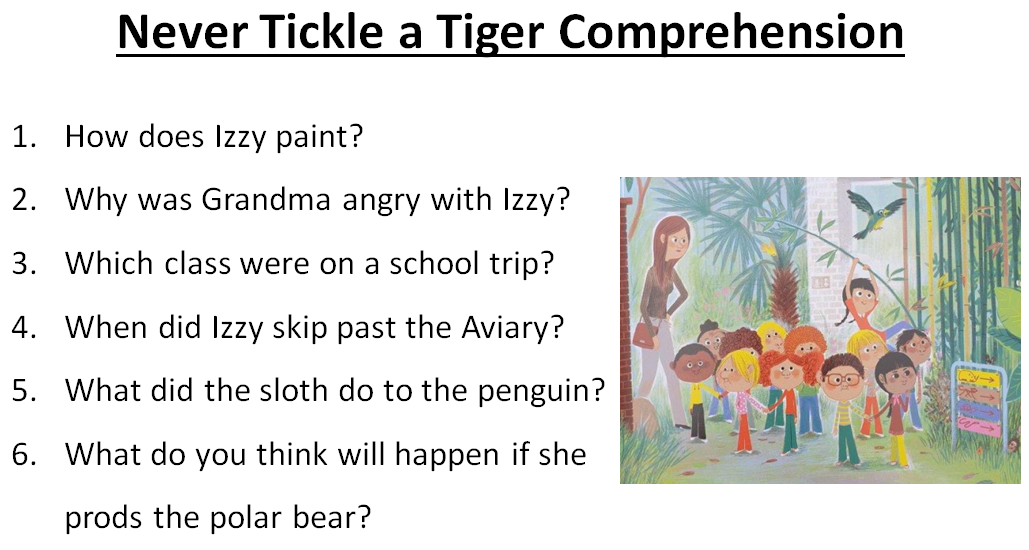 Never Tickle a Tiger Comprehension
1. How does Izzy paint?
2. Why was Grandma angry with Izzy?
3. Which class were on a school trip?
4. When did Izzy skip past the Aviary?
5. What did the sloth do to the penguin?
6. What do you think will happen if she
prods the polar bear?